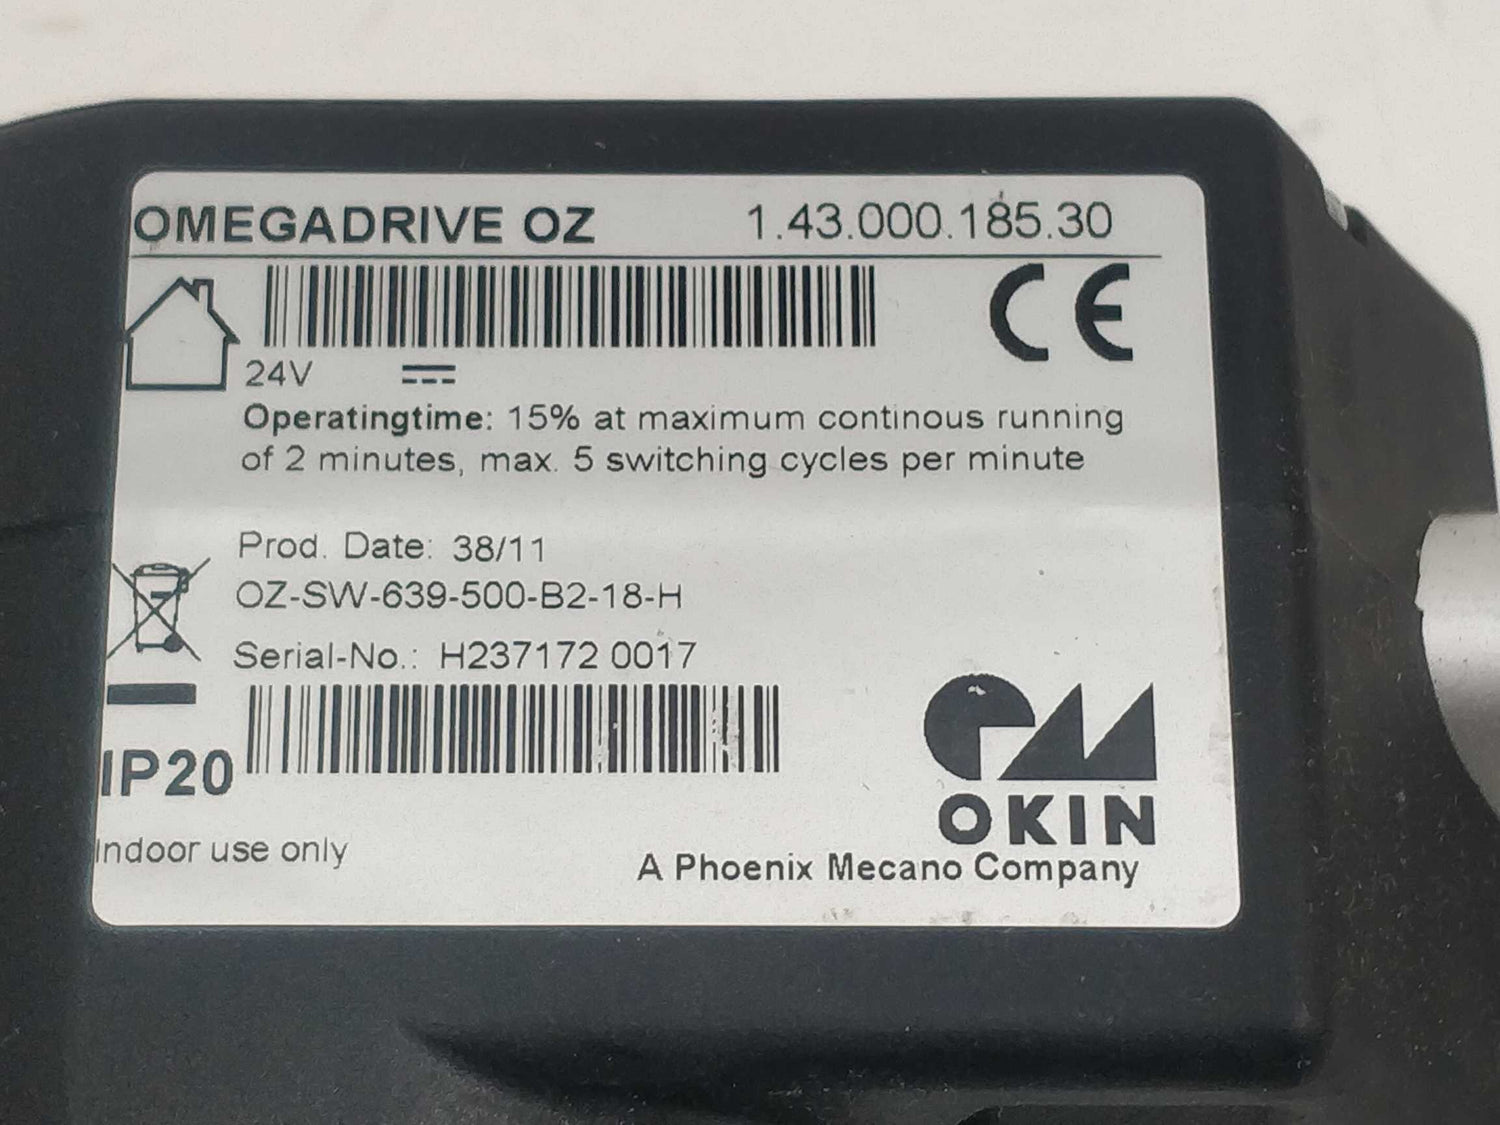 OMEGADRIVE OZ 1.43.000.185.30
CE
24V
Operatingtime: 15% at maximum continous running
of 2 minutes, max. 5 switching cycles per minute
Prod. Date: 38/11
OZ-SW-639-500-B2-18-H
Serial-No.: H237172 0017
IP20
OKIN
Indoor use only
A Phoenix Mecano Company